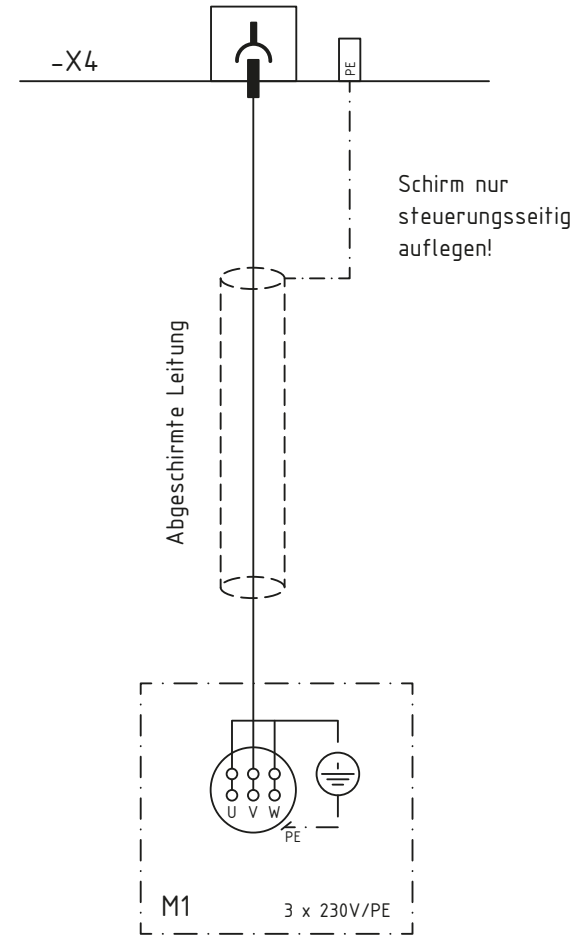 -X4
PE
Schirm nur
steuerungsseitig
auflegen!
Abgeschirmte Leitung
U V W
PE
M1
3 x 230V/PE